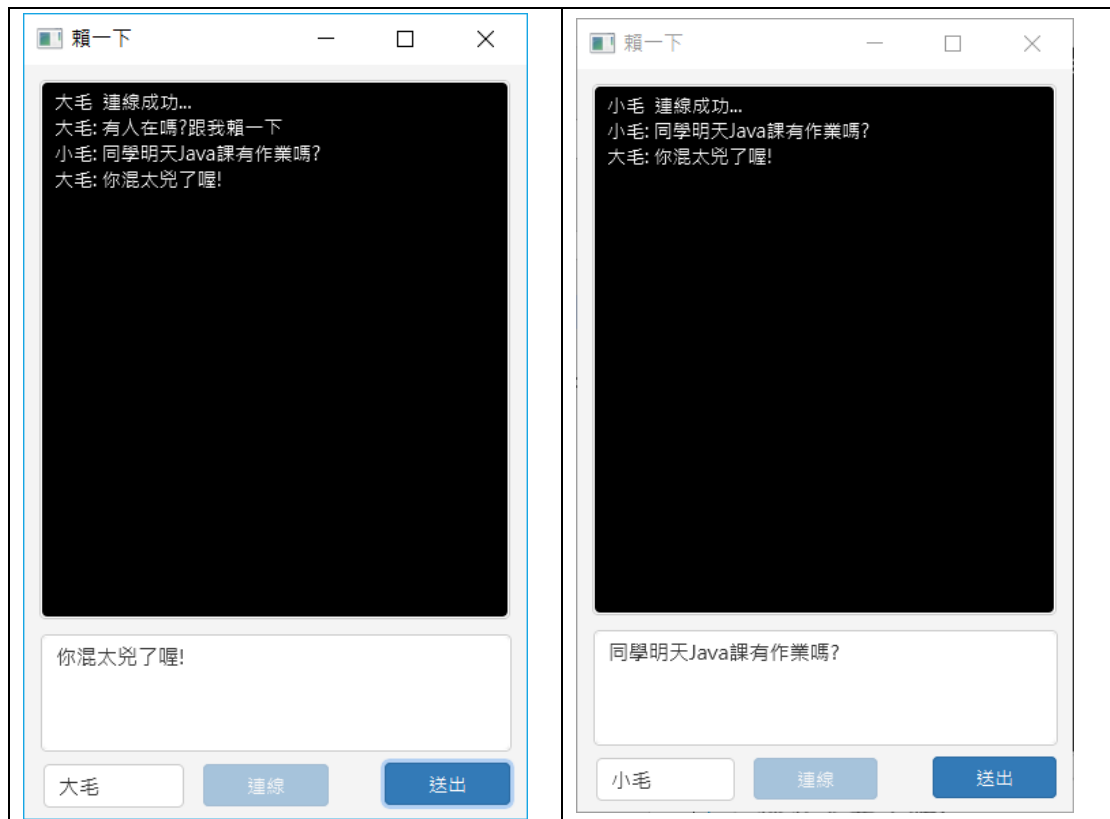 賴一下
大毛 連線成功...
大毛: 有人在嗎?跟我賴一下
小毛: 同學明天Java課有作業嗎?
大毛: 你混太兇了喔!
你混太兇了喔!
大毛
連線
送出
賴一下
小毛 連線成功...
小毛: 同學明天Java課有作業嗎?
大毛: 你混太兇了喔!
同學明天Java課有作業嗎?
小毛
連線
送出